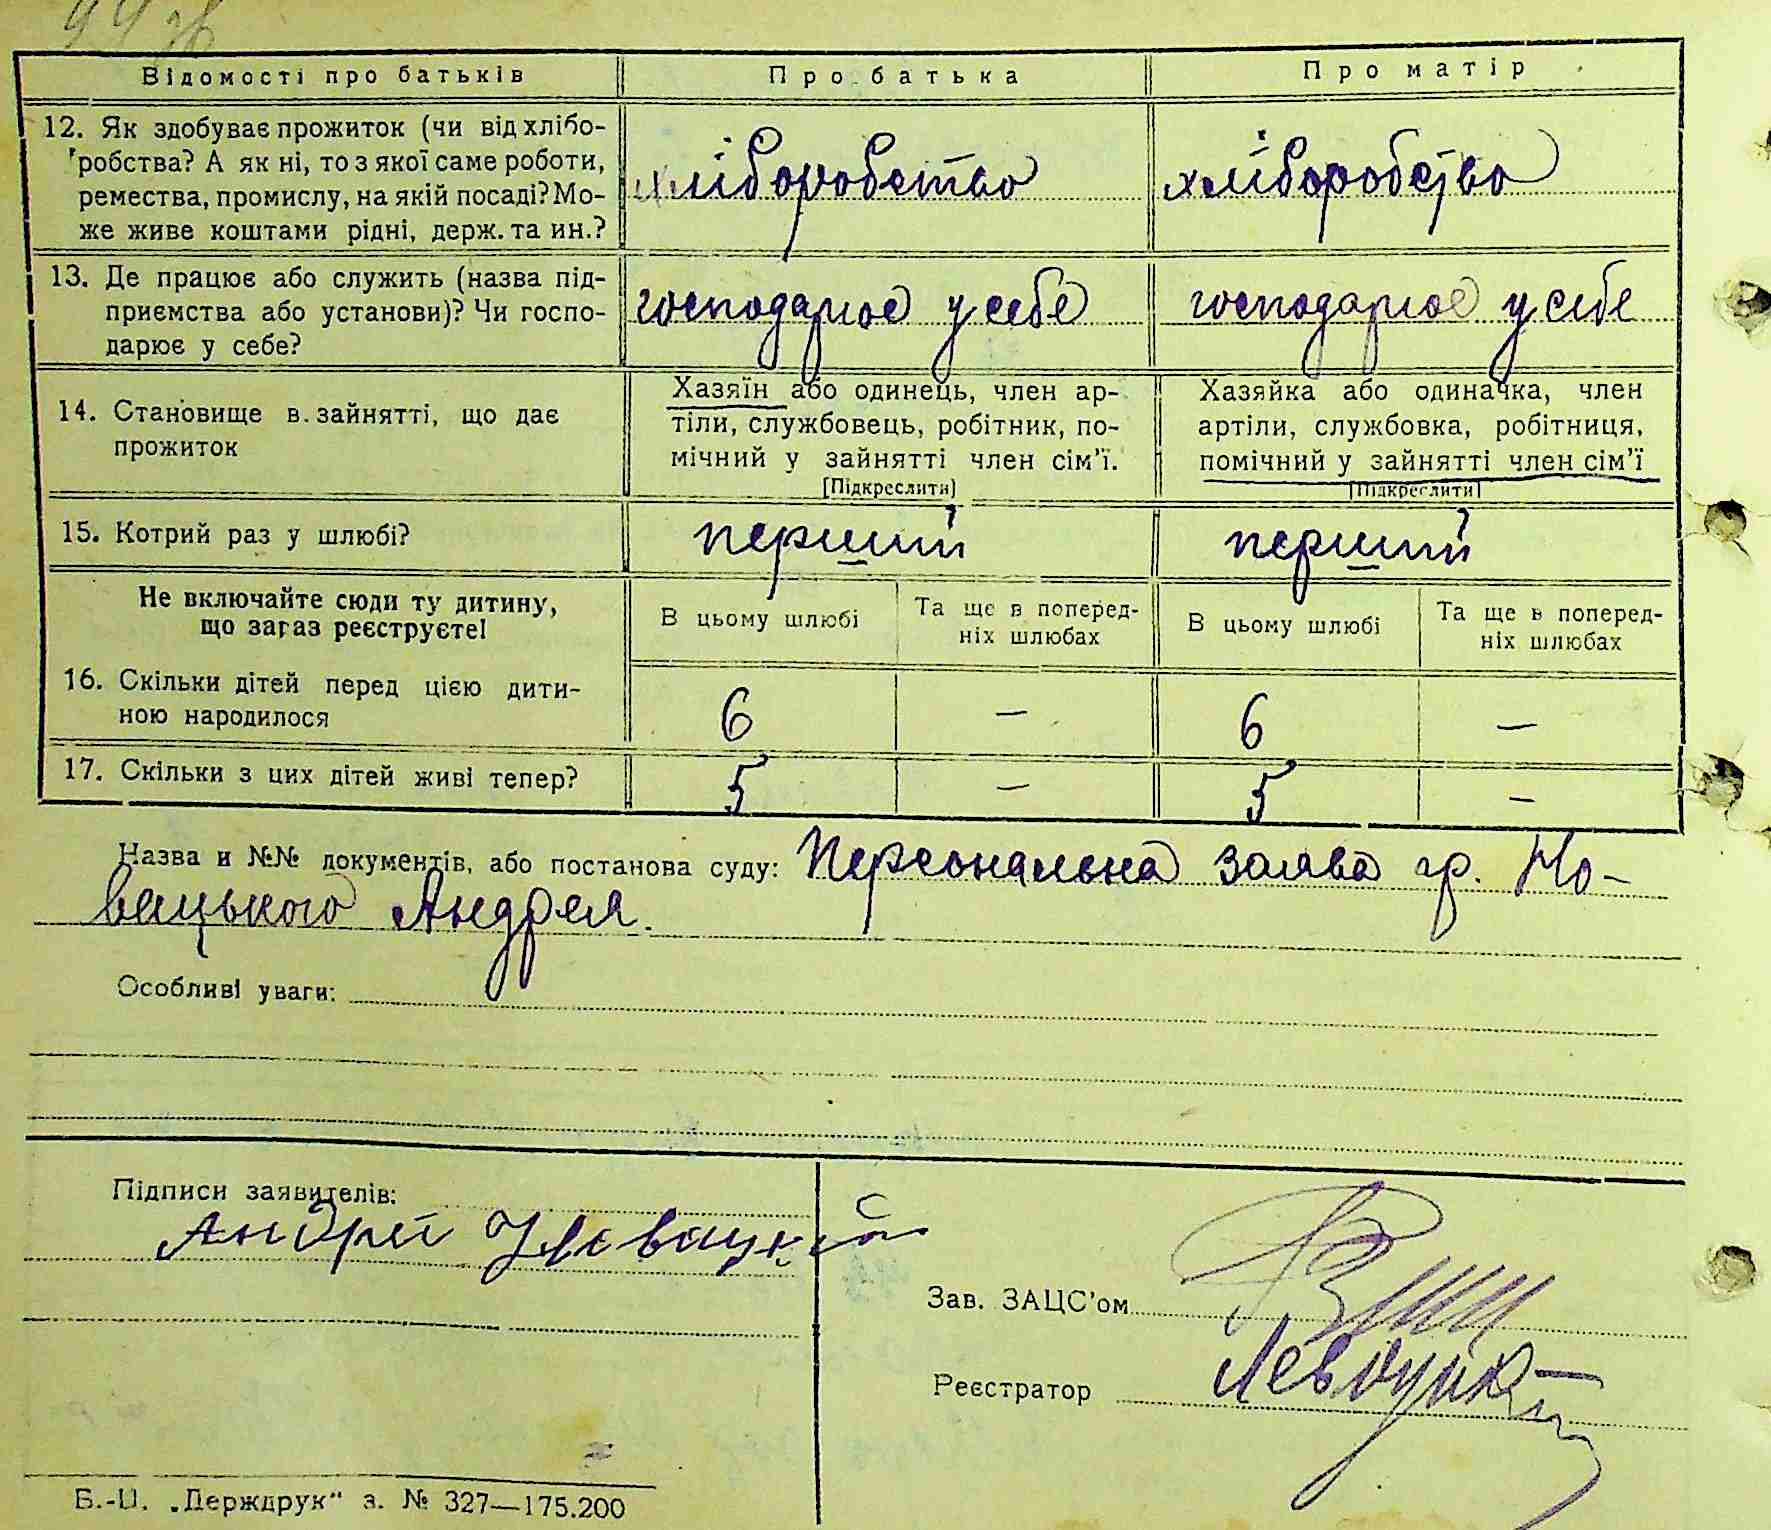 94 зв
Відомості про батьків
Про батька
Про матір
12. Як здобуває прожиток (чи від хлібо-
робства? А як ні, то з якої саме роботи,
ремества, промислу, на якій посаді? Мо-
же живе коштами рідні, держ. та ин.?
хліборобство
хліборобство
13. Де працює або служить (назва під-
приємства або установи)? Чи госпо-
дарює у себе?
господарює у себе
господарює у себе
14. Становище в. зайнятті, що дає
прожиток
Хазяїн або одинець, член ар-
тіли, службовець, робітник, по-
мічний у зайнятті член сім'ї.
[Підкреслити]
Хазяйка або одиначка, член
артіли, службовка, робітниця,
помічний у зайнятті член сім'ї
[Підкреслити]
15. Котрий раз у шлюбі?
перший
перший
Не включайте сюди ту дитину,
що зараз реєструєте!
В цьому шлюбі
Та ще в поперед-
ніх шлюбах
В цьому шлюбі
Та ще в поперед-
ніх шлюбах
16. Скільки дітей перед цією дити-
ною народилося
6
—
6
—
17. Скільки з цих дітей живі тепер?
5
—
5
—
Назва и №№ документів, або постанова суду: Персональна заява гр. Но-
вацького Андрея.
Особливі уваги:
Підписи заявителів:
Андрей
Зав. ЗАЦС'ом
Реєстратор
Б.-Ц. „Держдрук" з. № 327—175.200